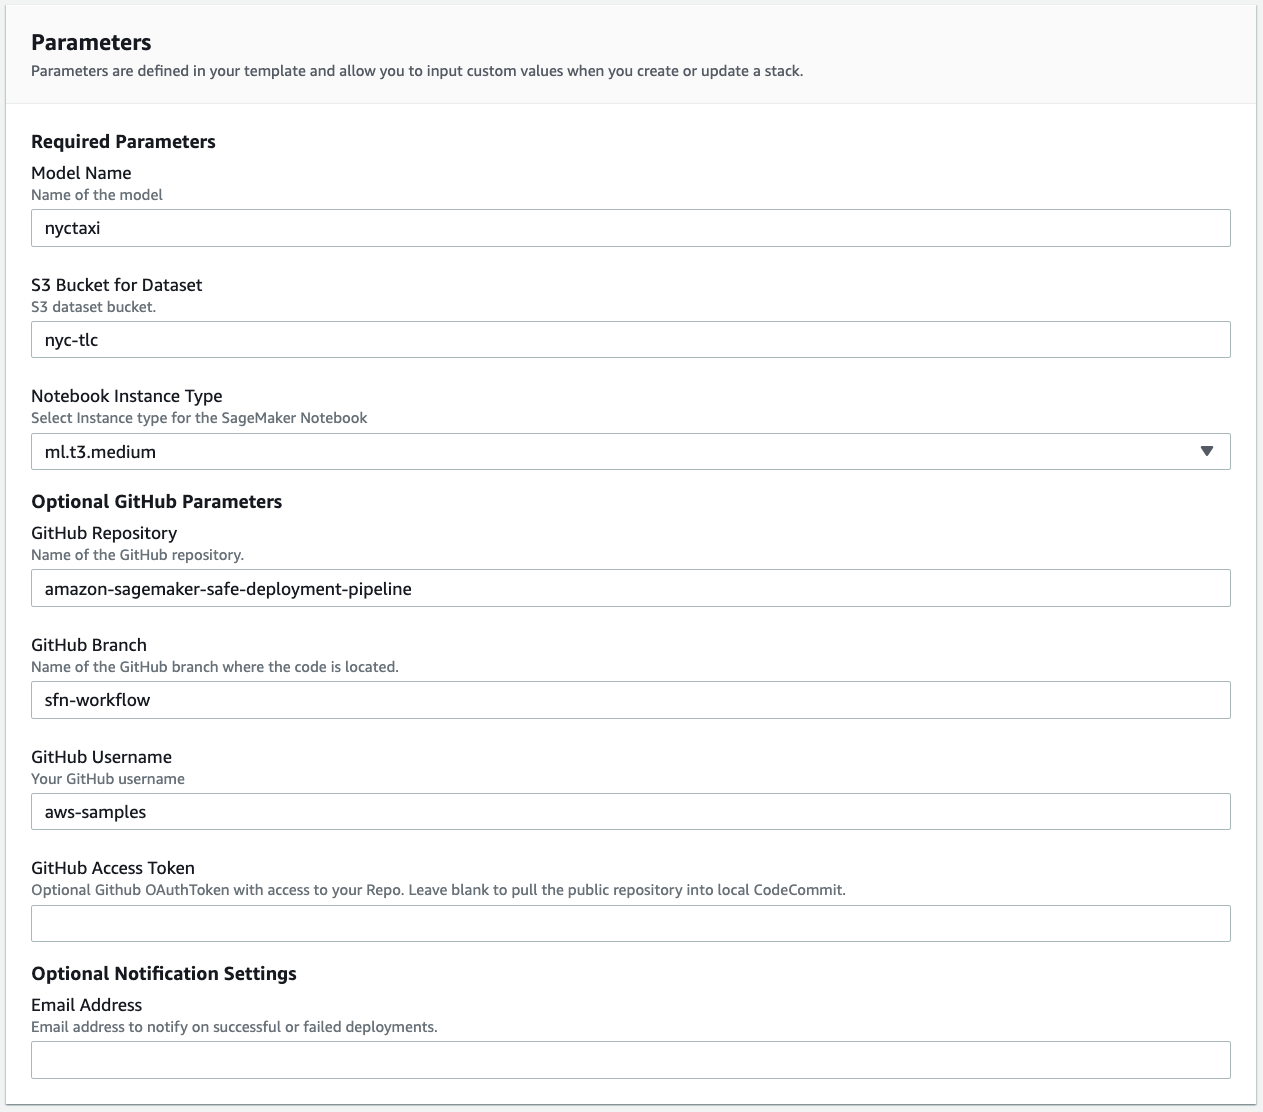 Parameters
Parameters are defined in your template and allow you to input custom values when you create or update a stack.
Required Parameters
Model Name
Name of the model
nyctaxi
S3 Bucket for Dataset
S3 dataset bucket.
nyc-tlc
Notebook Instance Type
Select Instance type for the SageMaker Notebook
ml.t3.medium
Optional GitHub Parameters
GitHub Repository
Name of the GitHub repository.
amazon-sagemaker-safe-deployment-pipeline
GitHub Branch
Name of the GitHub branch where the code is located.
sfn-workflow
GitHub Username
Your GitHub username
aws-samples
GitHub Access Token
Optional Github OAuthToken with access to your Repo. Leave blank to pull the public repository into local CodeCommit.
Optional Notification Settings
Email Address
Email address to notify on successful or failed deployments.